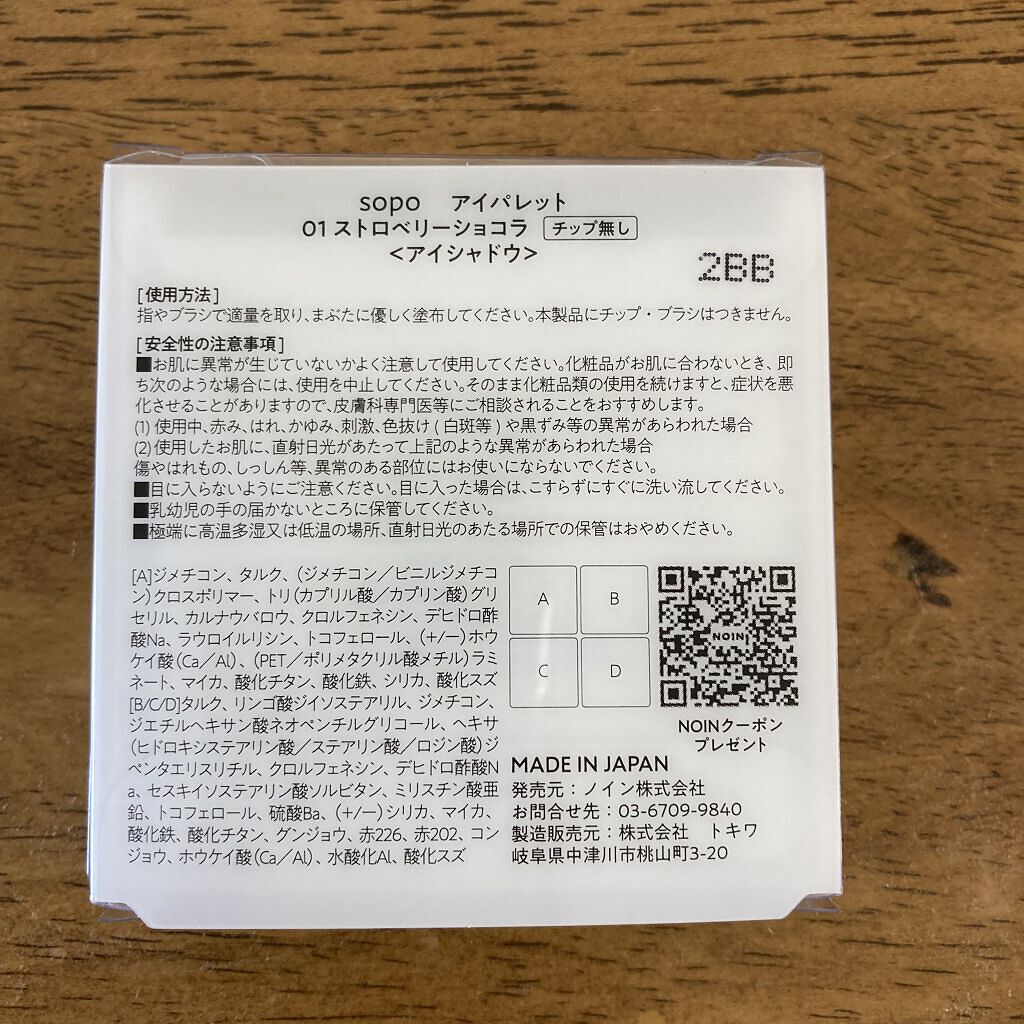 sopo アイパレット
01 ストロベリーショコラ チップ無し
<アイシャドウ>
2BB
[使用方法]
指やブラシで適量を取り、まぶたに優しく塗布してください。本製品にチップ・ブラシはつきません。
[安全性の注意事項]
■お肌に異常が生じていないかよく注意して使用してください。化粧品がお肌に合わないとき、即
ち次のような場合には、使用を中止してください。そのまま化粧品類の使用を続けますと、症状を悪
化させることがありますので、皮膚科専門医等にご相談されることをおすすめします。
(1) 使用中、赤み、はれ、かゆみ、刺激、色抜け ( 白斑等 ) や黒ずみ等の異常があらわれた場合
(2) 使用したお肌に、直射日光があたって上記のような異常があらわれた場合
傷やはれもの、しっしん等、異常のある部位にはお使いにならないでください。
■目に入らないようにご注意ください。目に入った場合は、こすらずにすぐに洗い流してください。
■乳幼児の手の届かないところに保管してください。
■極端に高温多湿又は低温の場所、直射日光のあたる場所での保管はおやめください。
[A]ジメチコン、タルク、(ジメチコン/ビニルジメチコ
ン)クロスポリマー、トリ(カプリル酸/カプリン酸)グリ
セリル、カルナウバロウ、クロルフェネシン、デヒドロ酢
酸Na、ラウロイルリシン、トコフェロール、(+/-)ホウ
ケイ酸(Ca/Al)、(PET/ポリメタクリル酸メチル)ラミ
ネート、マイカ、酸化チタン、酸化鉄、シリカ、酸化スズ
[B/C/D]タルク、リンゴ酸ジイソステアリル、ジメチコン、
ジエチルヘキサン酸ネオペンチルグリコール、ヘキサ
(ヒドロキシステアリン酸/ステアリン酸/ロジン酸)ジ
ペンタエリスリチル、クロルフェネシン、デヒドロ酢酸N
a、セスキイソステアリン酸ソルビタン、ミリスチン酸亜
鉛、トコフェロール、硫酸Ba、(+/-)シリカ、マイカ、
酸化鉄、酸化チタン、グンジョウ、赤226、赤202、コン
ジョウ、ホウケイ酸(Ca/Al)、水酸化Al、酸化スズ
A B
C D
NOIN
NOINクーポン
プレゼント
MADE IN JAPAN
発売元:ノイン株式会社
お問合せ先:03-6709-9840
製造販売元:株式会社 トキワ
岐阜県中津川市桃山町3-20